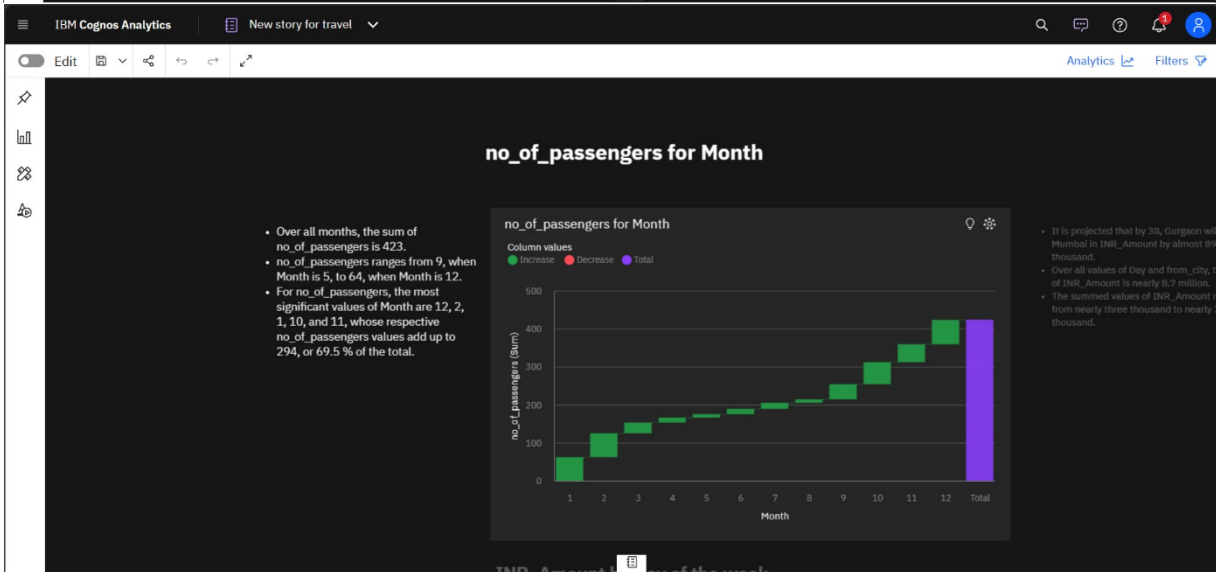 IBM Cognos Analytics
New story for travel
1
Edit
Analytics
Filters
no_of_passengers for Month
• Over all months, the sum of
no_of_passengers is 423.
• no_of_passengers ranges from 9, when
Month is 5, to 64, when Month is 12.
• For no_of_passengers, the most
significant values of Month are 12, 2,
1, 10, and 11, whose respective
no_of_passengers values add up to
294, or 69.5 % of the total.
no_of_passengers for Month
Column values
Increase Decrease Total
no_of_passengers (Sum)
500
400
300
200
100
0
1 2 3 4 5 6 7 8 9 10 11 12 Total
Month
• It is projected that by 38, Gurgaon will
Mumbai in INR_Amount by almost 89
thousand.
• Over all values of Day and from_city, t
of INR_Amount is nearly 8.7 million.
• The summed values of INR_Amount
from nearly three thousand to nearly
thousand.
INR_Amount of the week